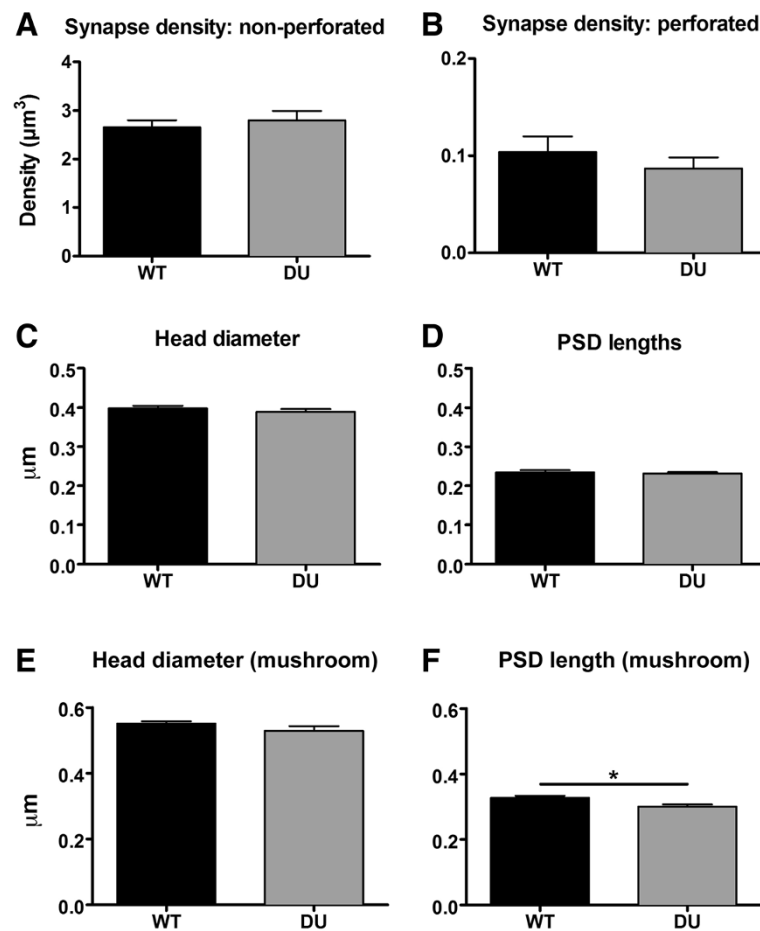 A Synapse density: non-perforated
Density (µm³)
4
3
2
1
0
WT DU
B Synapse density: perforated
0.2
0.1
0.0
WT DU
C Head diameter
µm
0.5
0.4
0.3
0.2
0.1
0.0
WT DU
D PSD lengths
0.5
0.4
0.3
0.2
0.1
0.0
WT DU
E Head diameter (mushroom)
µm
0.6
0.4
0.2
0.0
WT DU
F PSD length (mushroom)
0.6
0.4
0.2
0.0
*
WT DU